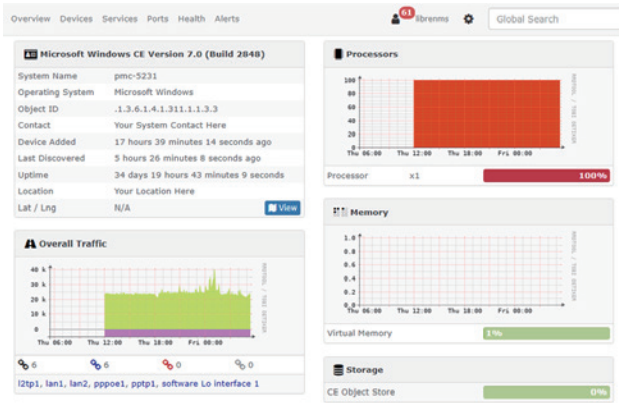 Overview Devices Services Ports Health Alerts
61 librenms Global Search
Microsoft Windows CE Version 7.0 (Build 2848)
System Name pmc-5231
Operating System Microsoft Windows
Object ID .1.3.6.1.4.1.311.1.1.3.3
Contact Your System Contact Here
Device Added 17 hours 39 minutes 14 seconds ago
Last Discovered 5 hours 26 minutes 8 seconds ago
Uptime 34 days 19 hours 43 minutes 9 seconds
Location Your Location Here
Lat / Lng N/A View
Overall Traffic
40 k
30 k
20 k
10 k
0
Thu 06:00 Thu 12:00 Thu 18:00 Fri 00:00
6 6 0 0
l2tp1, lan1, lan2, pppoe1, pptp1, software Lo interface 1
Processors
100
80
60
40
20
0
Thu 06:00 Thu 12:00 Thu 18:00 Fri 00:00
Processor x1 100%
Memory
1.0
0.8
0.6
0.4
0.2
0.0
Thu 06:00 Thu 12:00 Thu 18:00 Fri 00:00
Virtual Memory 1%
Storage
CE Object Store 0%